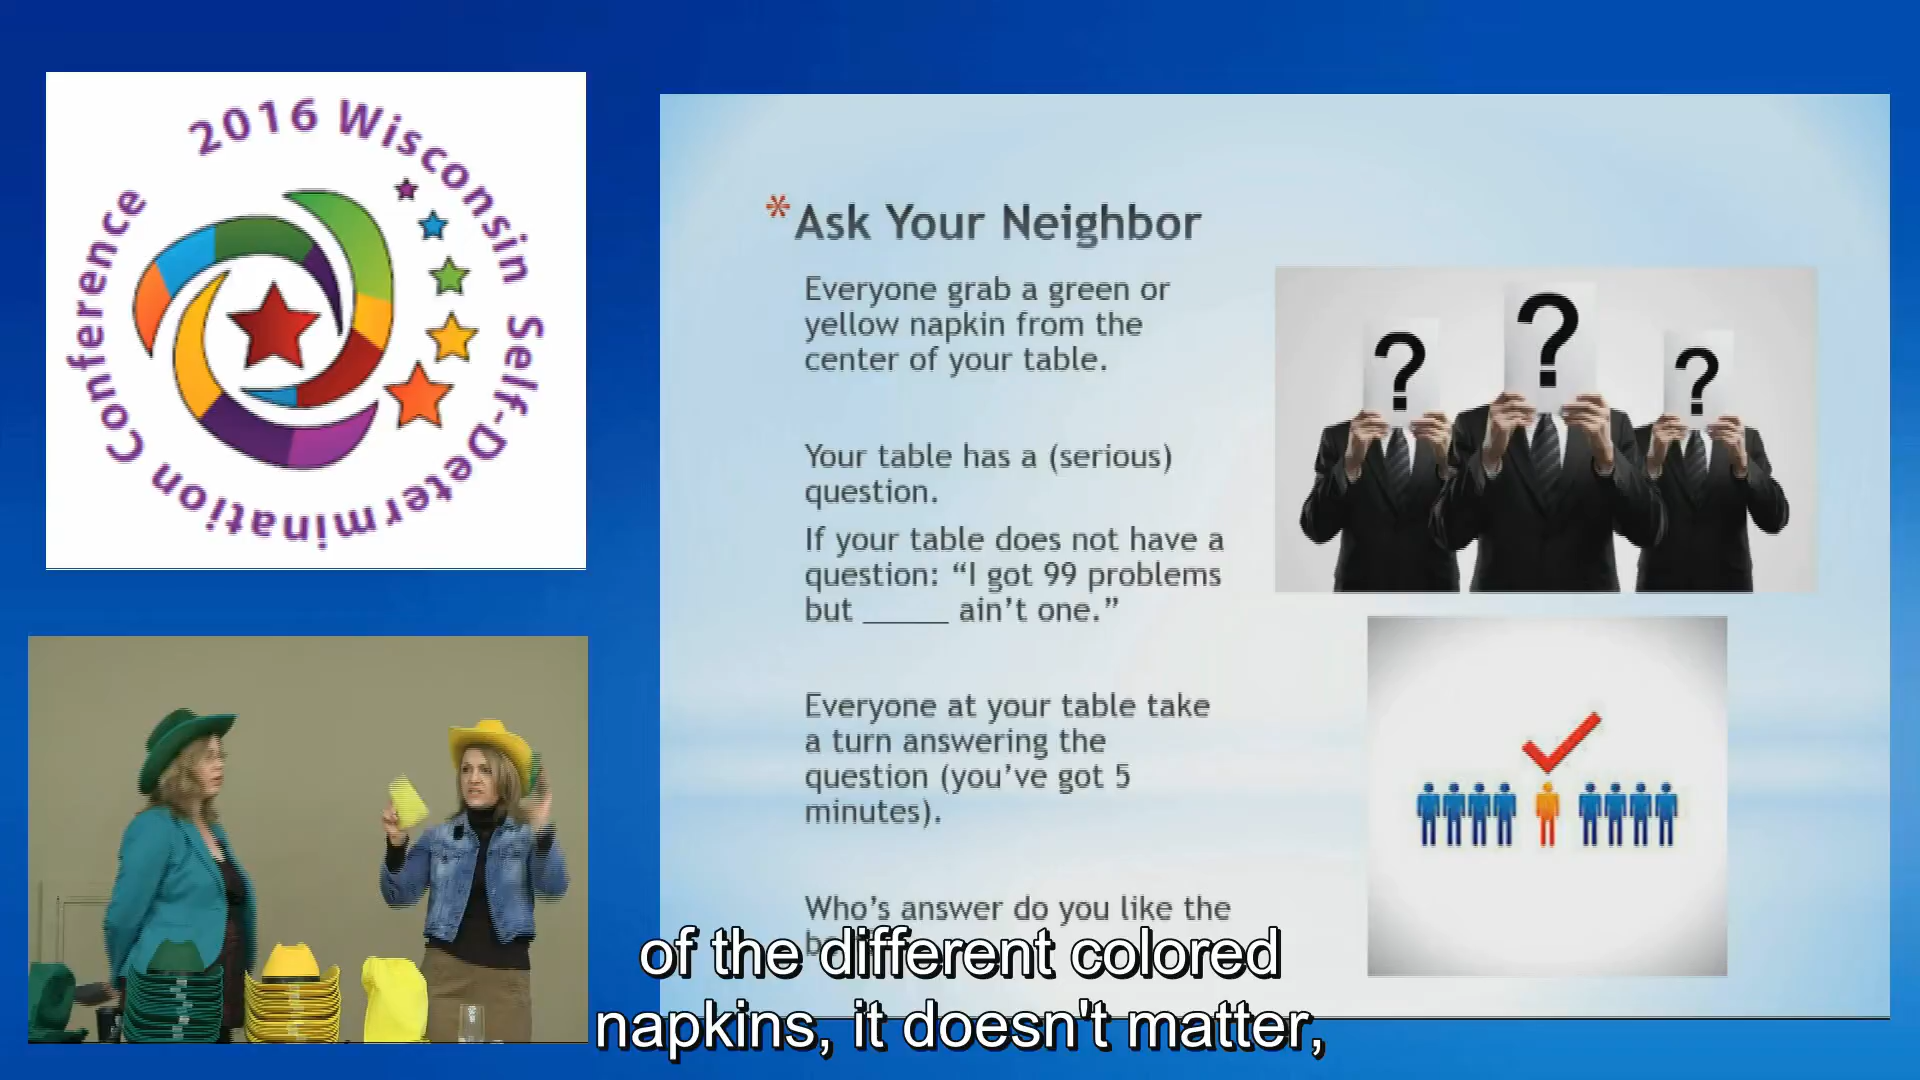 2016 Wisconsin Self-Determination Conference
*Ask Your Neighbor
Everyone grab a green or
yellow napkin from the
center of your table.
Your table has a (serious)
question.
If your table does not have a
question: “I got 99 problems
but _____ ain’t one.”
Everyone at your table take
a turn answering the
question (you’ve got 5
minutes).
Who’s answer do you like the
? ? ?
of the different colored
napkins, it doesn't matter,